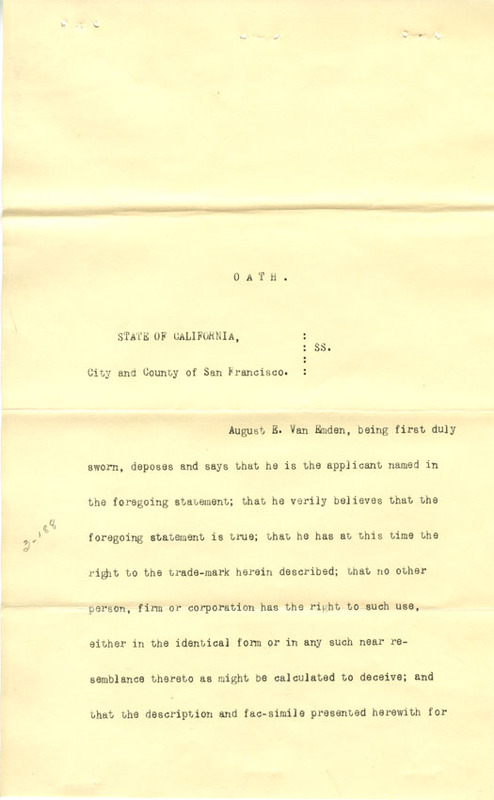 OATH.
STATE OF CALIFORNIA, :
: SS.
:
City and County of San Francisco. :
August E. Van Emden, being first duly
sworn, deposes and says that he is the applicant named in
the foregoing statement; that he verily believes that the
foregoing statement is true; that he has at this time the
right to the trade-mark herein described; that no other
person, firm or corporation has the right to such use,
either in the identical form or in any such near re-
semblance thereto as might be calculated to deceive; and
that the description and fac-simile presented herewith for
2-188